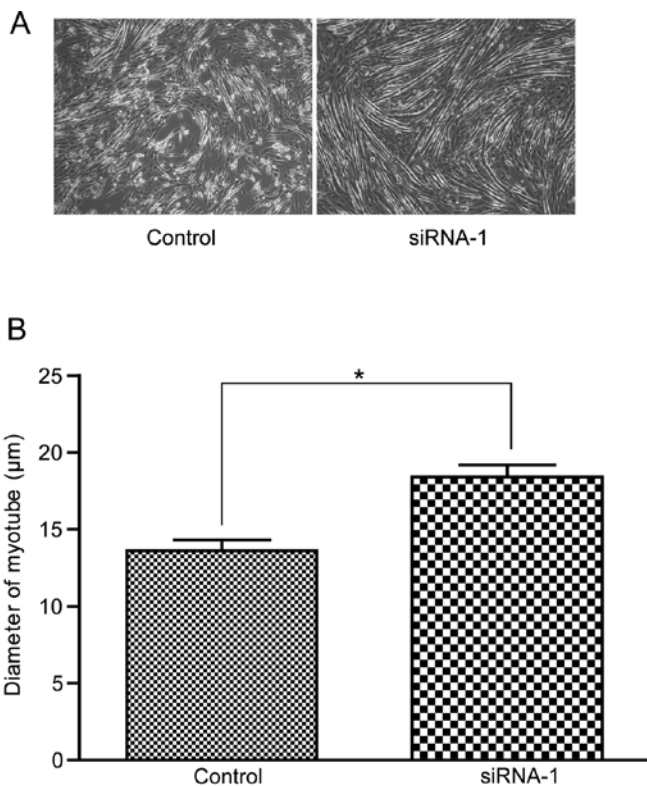 A
Control siRNA-1
B
Diameter of myotube (µm)
25
*
20
15
10
5
0
Control siRNA-1